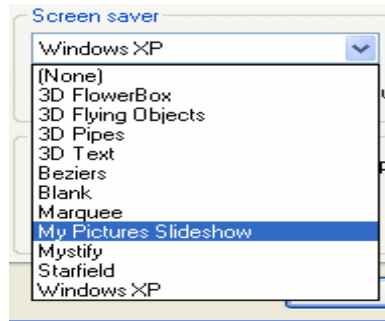 Screen saver
Windows XP
(None)
3D FlowerBox
3D Flying Objects
3D Pipes
3D Text
Beziers
Blank
Marquee
My Pictures Slideshow
Mystify
Starfield
Windows XP